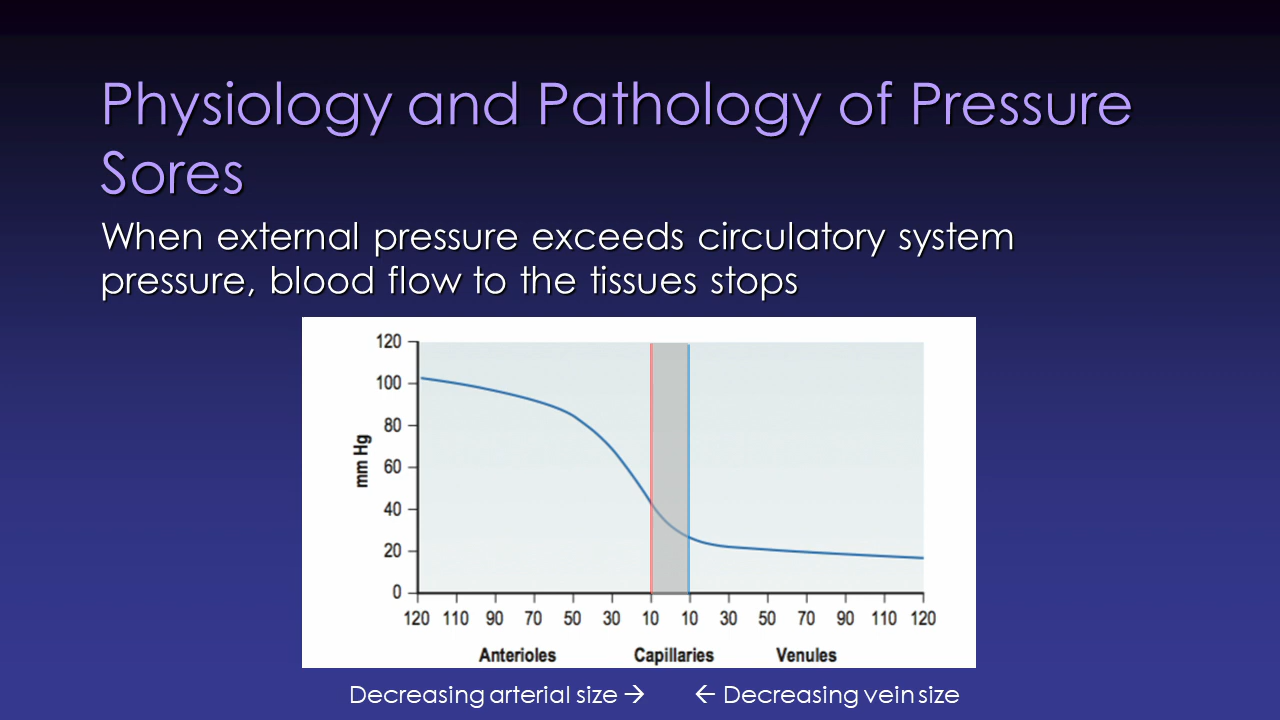 Physiology and Pathology of Pressure
Sores
When external pressure exceeds circulatory system
pressure, blood flow to the tissues stops
120
100
80
60
40
20
0
mm Hg
120 110 90 70 50 30 10 10 30 50 70 90 110 120
Anterioles Capillaries Venules
Decreasing arterial size → ← Decreasing vein size